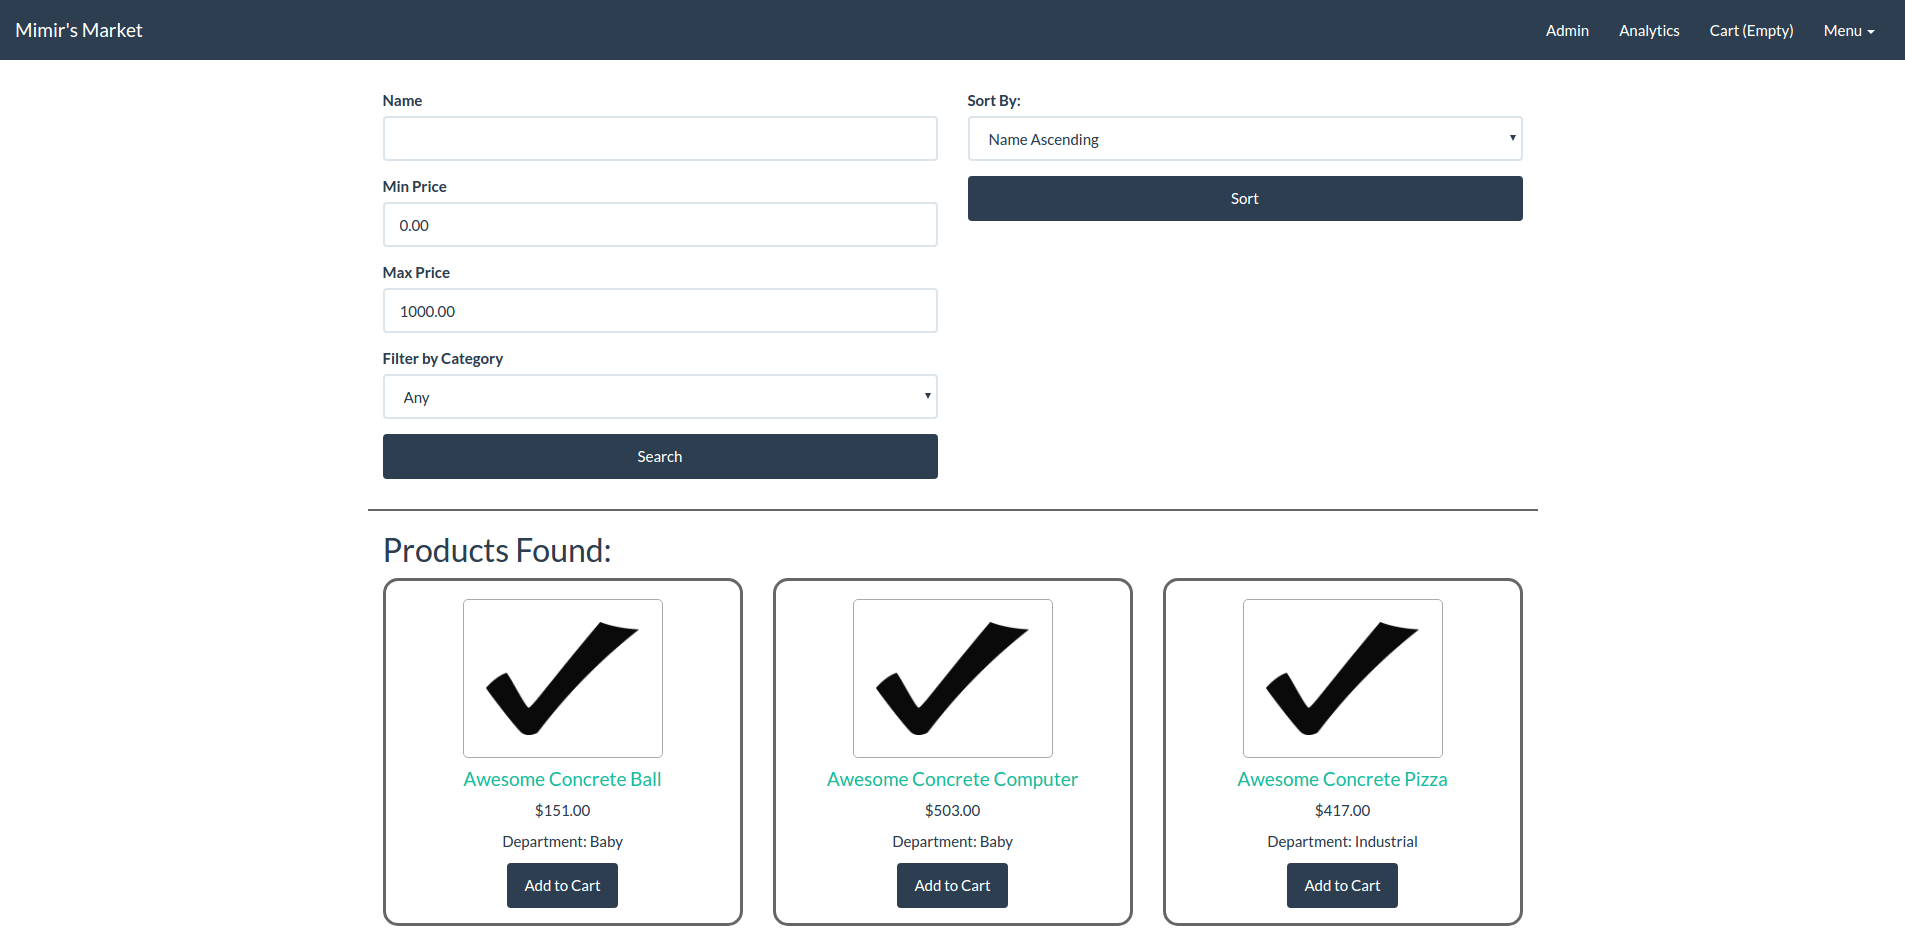 Mimir's Market
Admin
Analytics
Cart (Empty)
Menu
Name
Min Price
0.00
Max Price
1000.00
Filter by Category
Any
Search
Sort By:
Name Ascending
Sort
Products Found:
Awesome Concrete Ball
$151.00
Department: Baby
Add to Cart
Awesome Concrete Computer
$503.00
Department: Baby
Add to Cart
Awesome Concrete Pizza
$417.00
Department: Industrial
Add to Cart